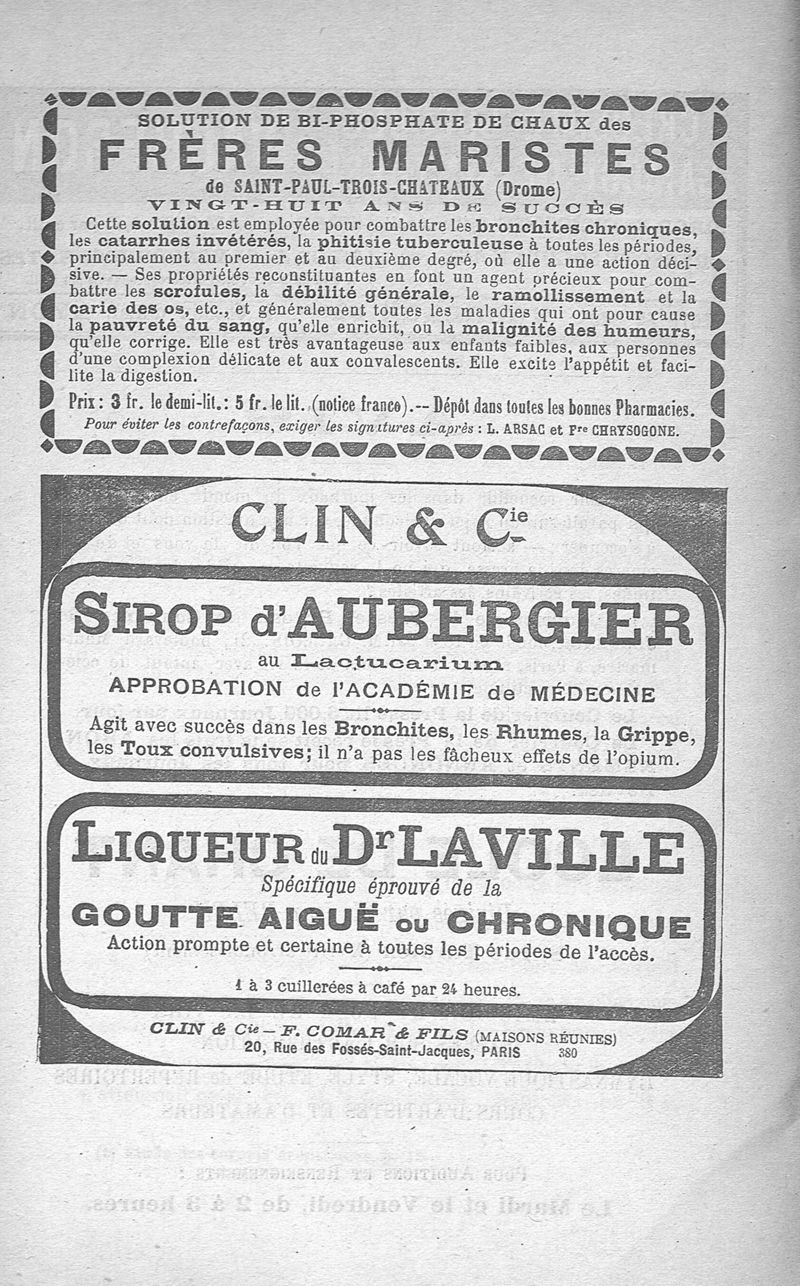 SOLUTION DE BI-PHOSPHATE DE CHAUX des
FRÈRES MARISTES
de SAINT-PAUL-TROIS-CHATEAUX (Drome)
VINGT-HUIT ANS DE SUCCÈS
Cette solution est employée pour combattre les bronchites chroniques,
les catarrhes invétérés, la phitisie tuberculeuse à toutes les périodes,
principalement au premier et au deuxième degré, où elle a une action déci-
sive. — Ses propriétés reconstituantes en font un agent précieux pour com-
battre les scrofules, la débilité générale, le ramollissement et la
carie des os, etc., et généralement toutes les maladies qui ont pour cause
la pauvreté du sang, qu'elle enrichit, ou la malignité des humeurs,
qu'elle corrige. Elle est très avantageuse aux enfants faibles, aux personnes
d'une complexion délicate et aux convalescents. Elle excite l'appétit et faci-
lite la digestion.
Prix: 3 fr. le demi-lit.: 5 fr. le lit. (notice franco).-- Dépôt dans toutes les bonnes Pharmacies.
Pour éviter les contrefaçons, exiger les signatures ci-après : L. ARSAC et Fre CHRYSOGONE.
CLIN & Cie
SIROP d'AUBERGIER
au Lactucarium
APPROBATION de l'ACADÉMIE de MÉDECINE
Agit avec succès dans les Bronchites, les Rhumes, la Grippe,
les Toux convulsives; il n'a pas les fâcheux effets de l'opium.
LIQUEUR du Dr LAVILLE
Spécifique éprouvé de la
GOUTTE AIGUË OU CHRONIQUE
Action prompte et certaine à toutes les périodes de l'accès.
1 à 3 cuillerées à café par 24 heures.
CLIN & Cie — F. COMAR & FILS (MAISONS RÉUNIES)
20, Rue des Fossés-Saint-Jacques, PARIS 380